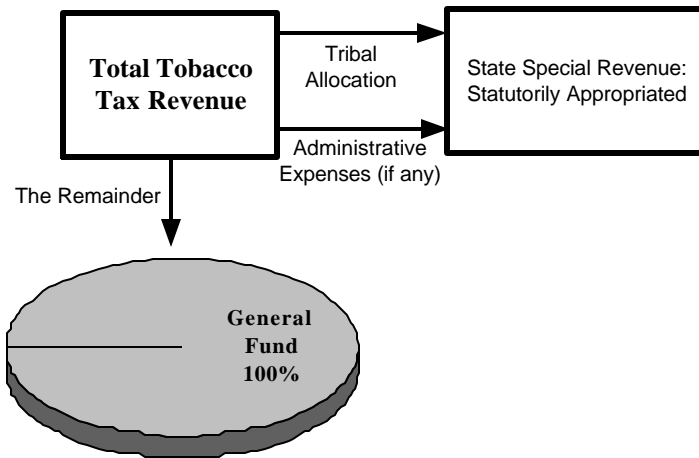 Total Tobacco
Tax Revenue
Tribal
Allocation
State Special Revenue:
Statutorily Appropriated
Administrative
Expenses (if any)
The Remainder
General
Fund
100%